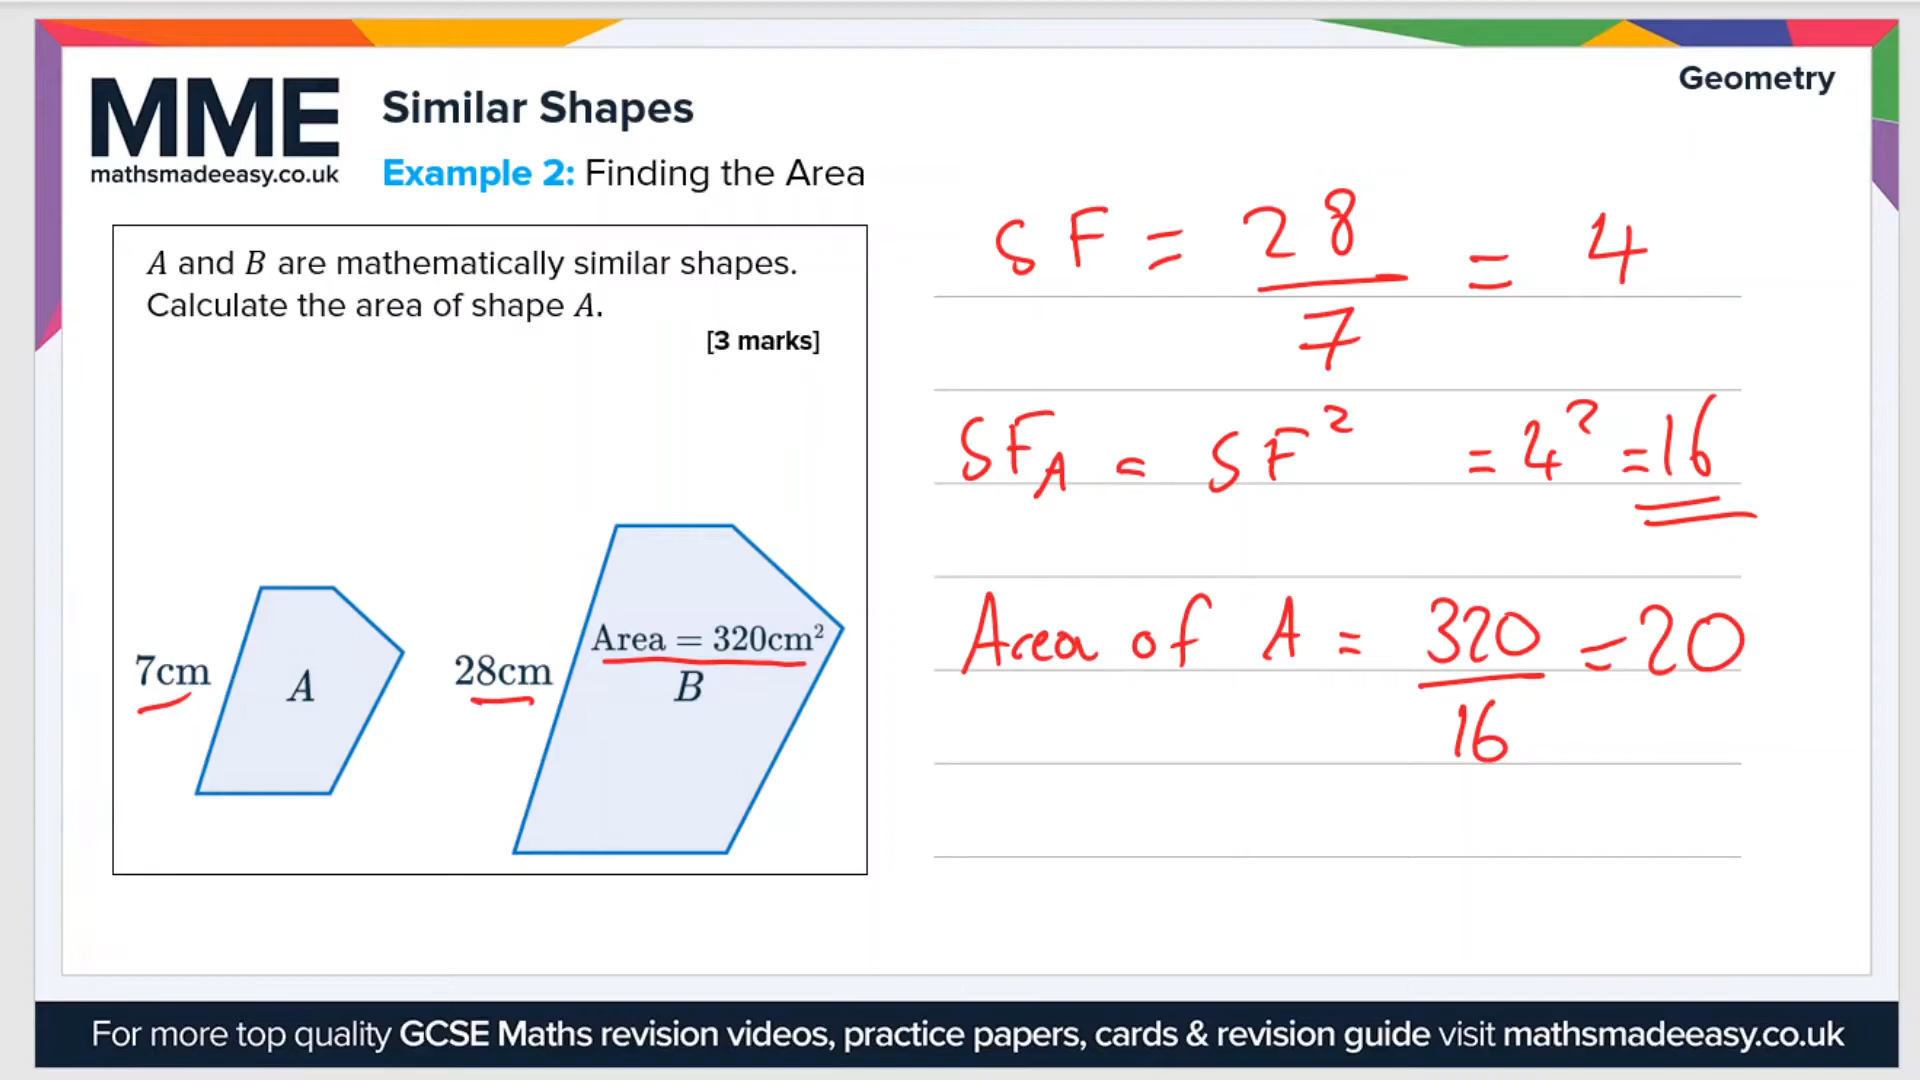 MME
mathsmadeeasy.co.uk
Similar Shapes
Example 2: Finding the Area
Geometry
A and B are mathematically similar shapes.
Calculate the area of shape A.
[3 marks]
7cm
A
28cm
Area = 320cm²
B
SF = 28/7 = 4
SF_A = SF² = 4² = 16
Area of A = 320/16 = 20
For more top quality GCSE Maths revision videos, practice papers, cards & revision guide visit mathsmadeeasy.co.uk